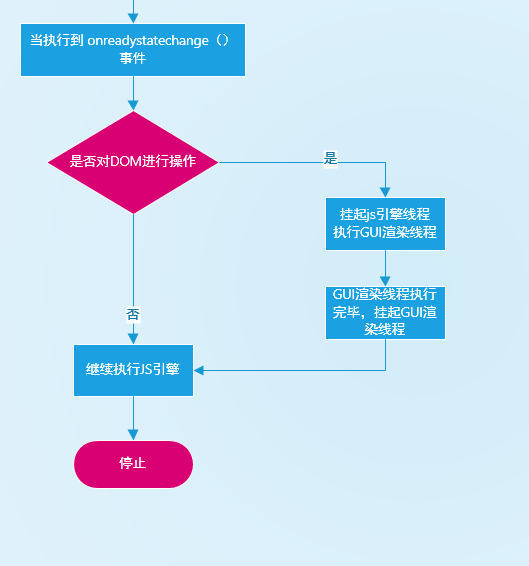 当执行到 onreadystatechange（）
事件
是否对DOM进行操作
是
挂起js引擎线程
执行GUI渲染线程
GUI渲染线程执行
完毕，挂起GUI渲
染线程
否
继续执行JS引擎
停止